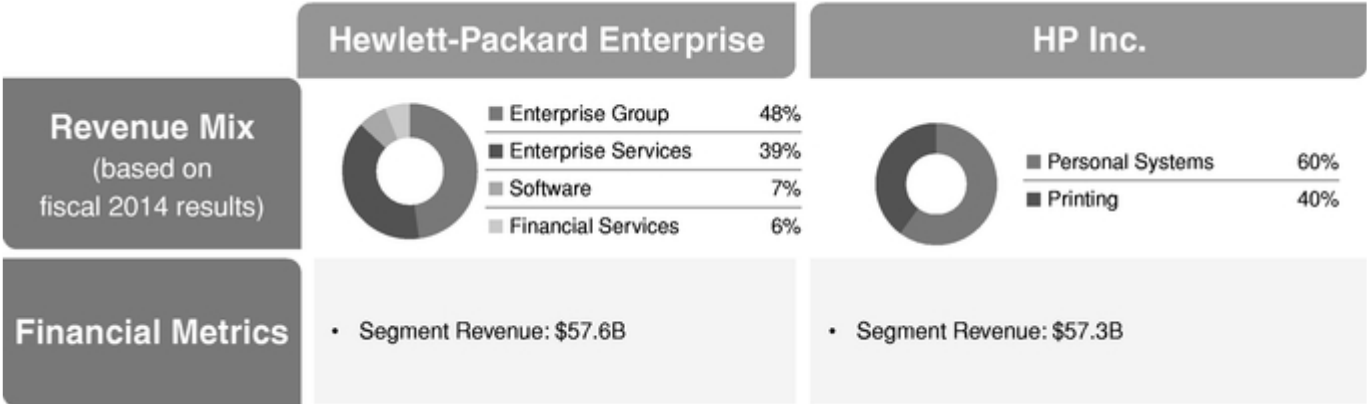 Hewlett-Packard Enterprise
HP Inc.
Revenue Mix
(based on
fiscal 2014 results)
Enterprise Group 48%
Enterprise Services 39%
Software 7%
Financial Services 6%
Personal Systems 60%
Printing 40%
Financial Metrics
• Segment Revenue: $57.6B
• Segment Revenue: $57.3B